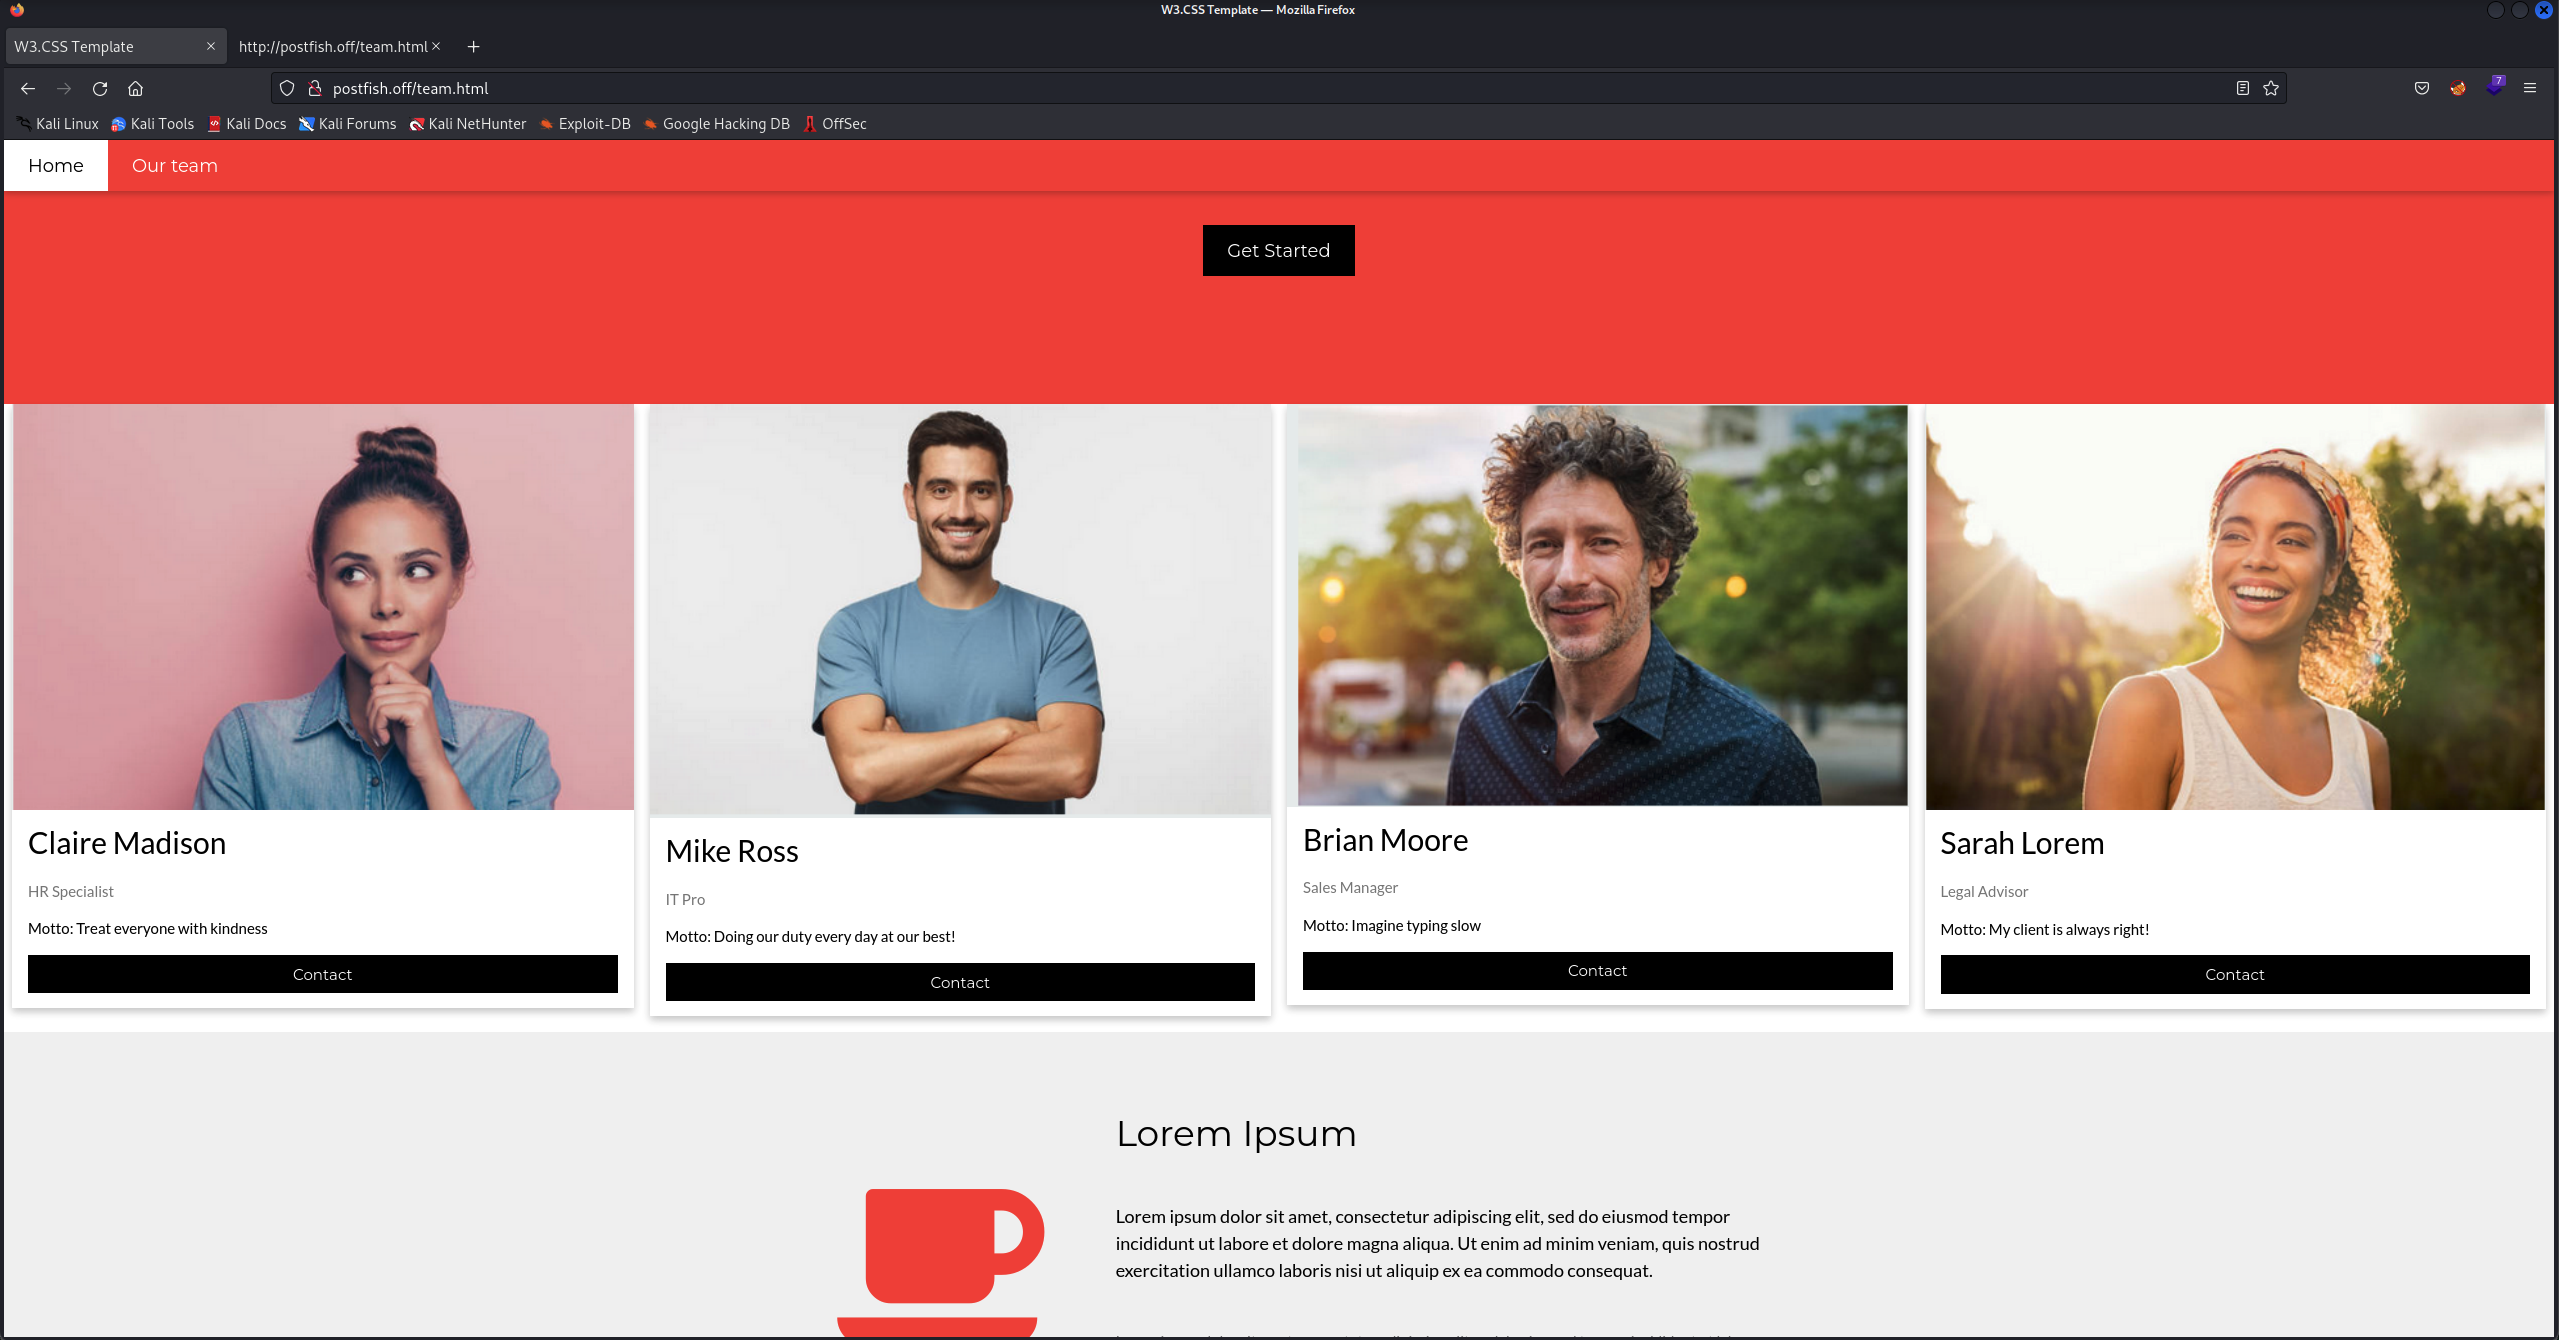 W3.CSS Template — Mozilla Firefox
W3.CSS Template
http://postfish.off/team.html
postfish.off/team.html
7
Kali Linux Kali Tools Kali Docs Kali Forums Kali NetHunter Exploit-DB Google Hacking DB OffSec
Home Our team
Get Started
Claire Madison
HR Specialist
Motto: Treat everyone with kindness
Contact
Mike Ross
IT Pro
Motto: Doing our duty every day at our best!
Contact
Brian Moore
Sales Manager
Motto: Imagine typing slow
Contact
Sarah Lorem
Legal Advisor
Motto: My client is always right!
Contact
Lorem Ipsum
Lorem ipsum dolor sit amet, consectetur adipiscing elit, sed do eiusmod tempor
incididunt ut labore et dolore magna aliqua. Ut enim ad minim veniam, quis nostrud
exercitation ullamco laboris nisi ut aliquip ex ea commodo consequat.